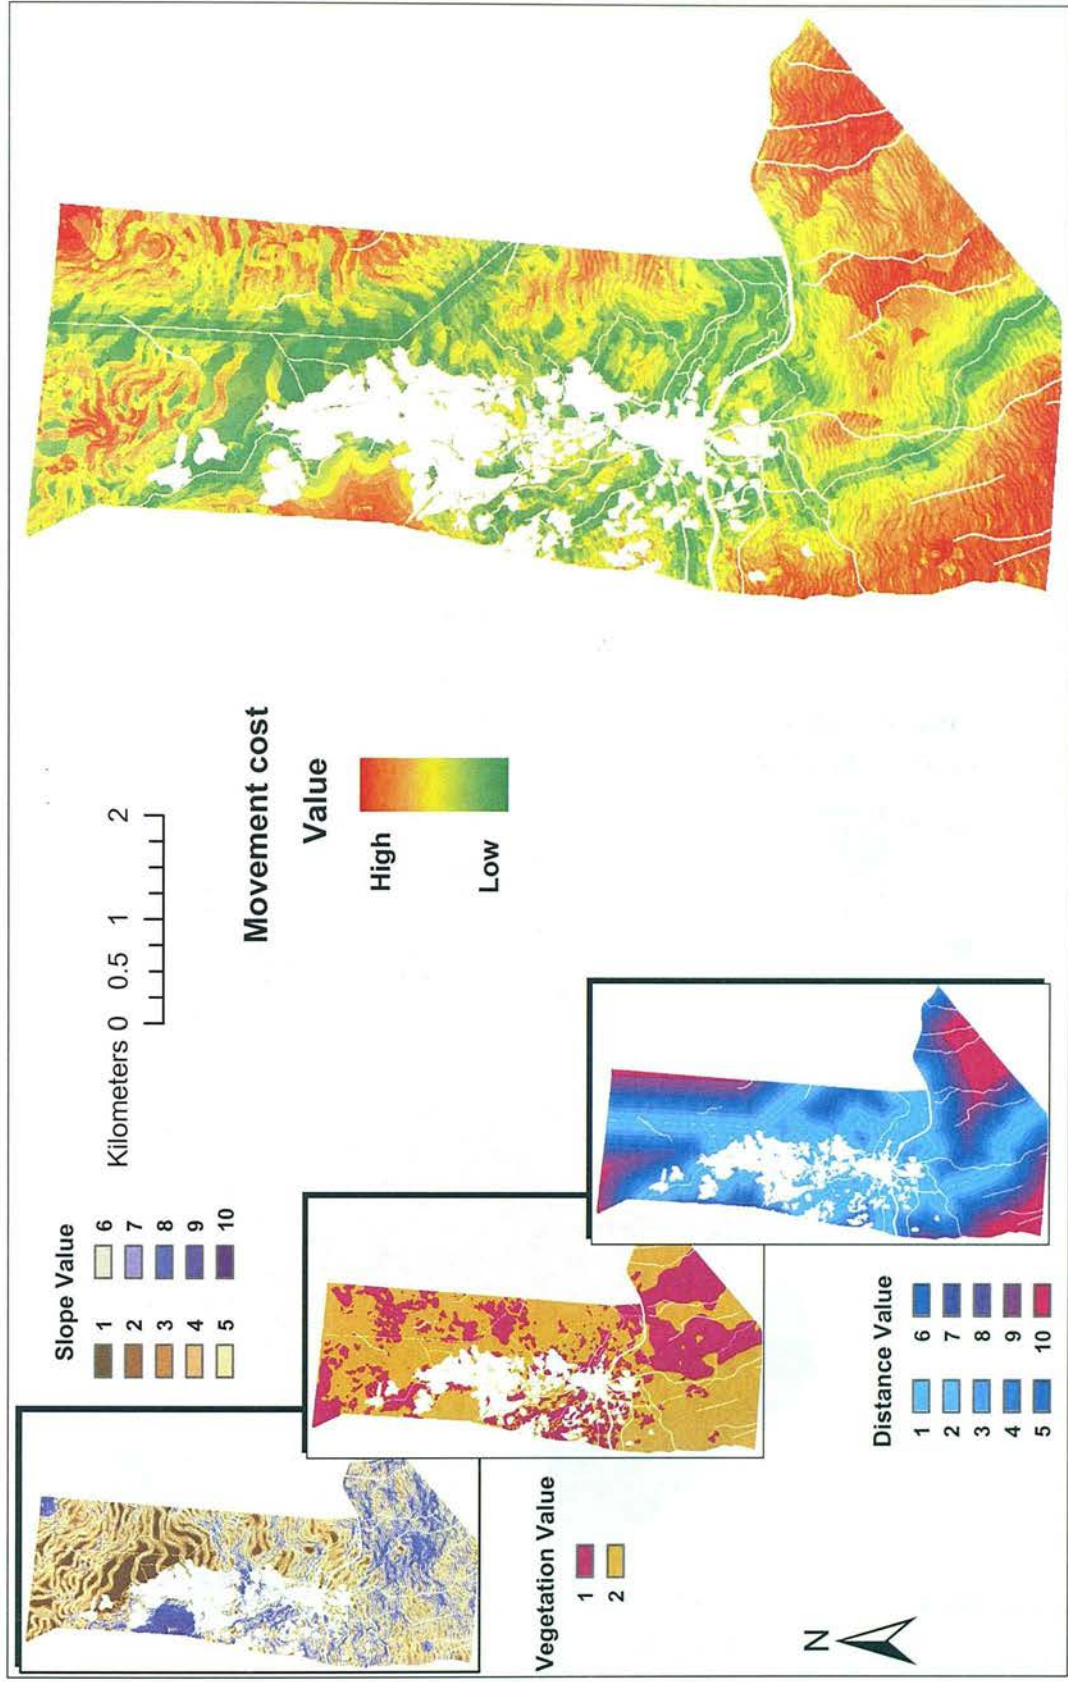 Slope Value
1 6
2 7
3 8
4 9
5 10
Kilometers 0 0.5 1 2
Movement cost
Value
High
Low
Vegetation Value
1
2
Distance Value
1 6
2 7
3 8
4 9
5 10
N